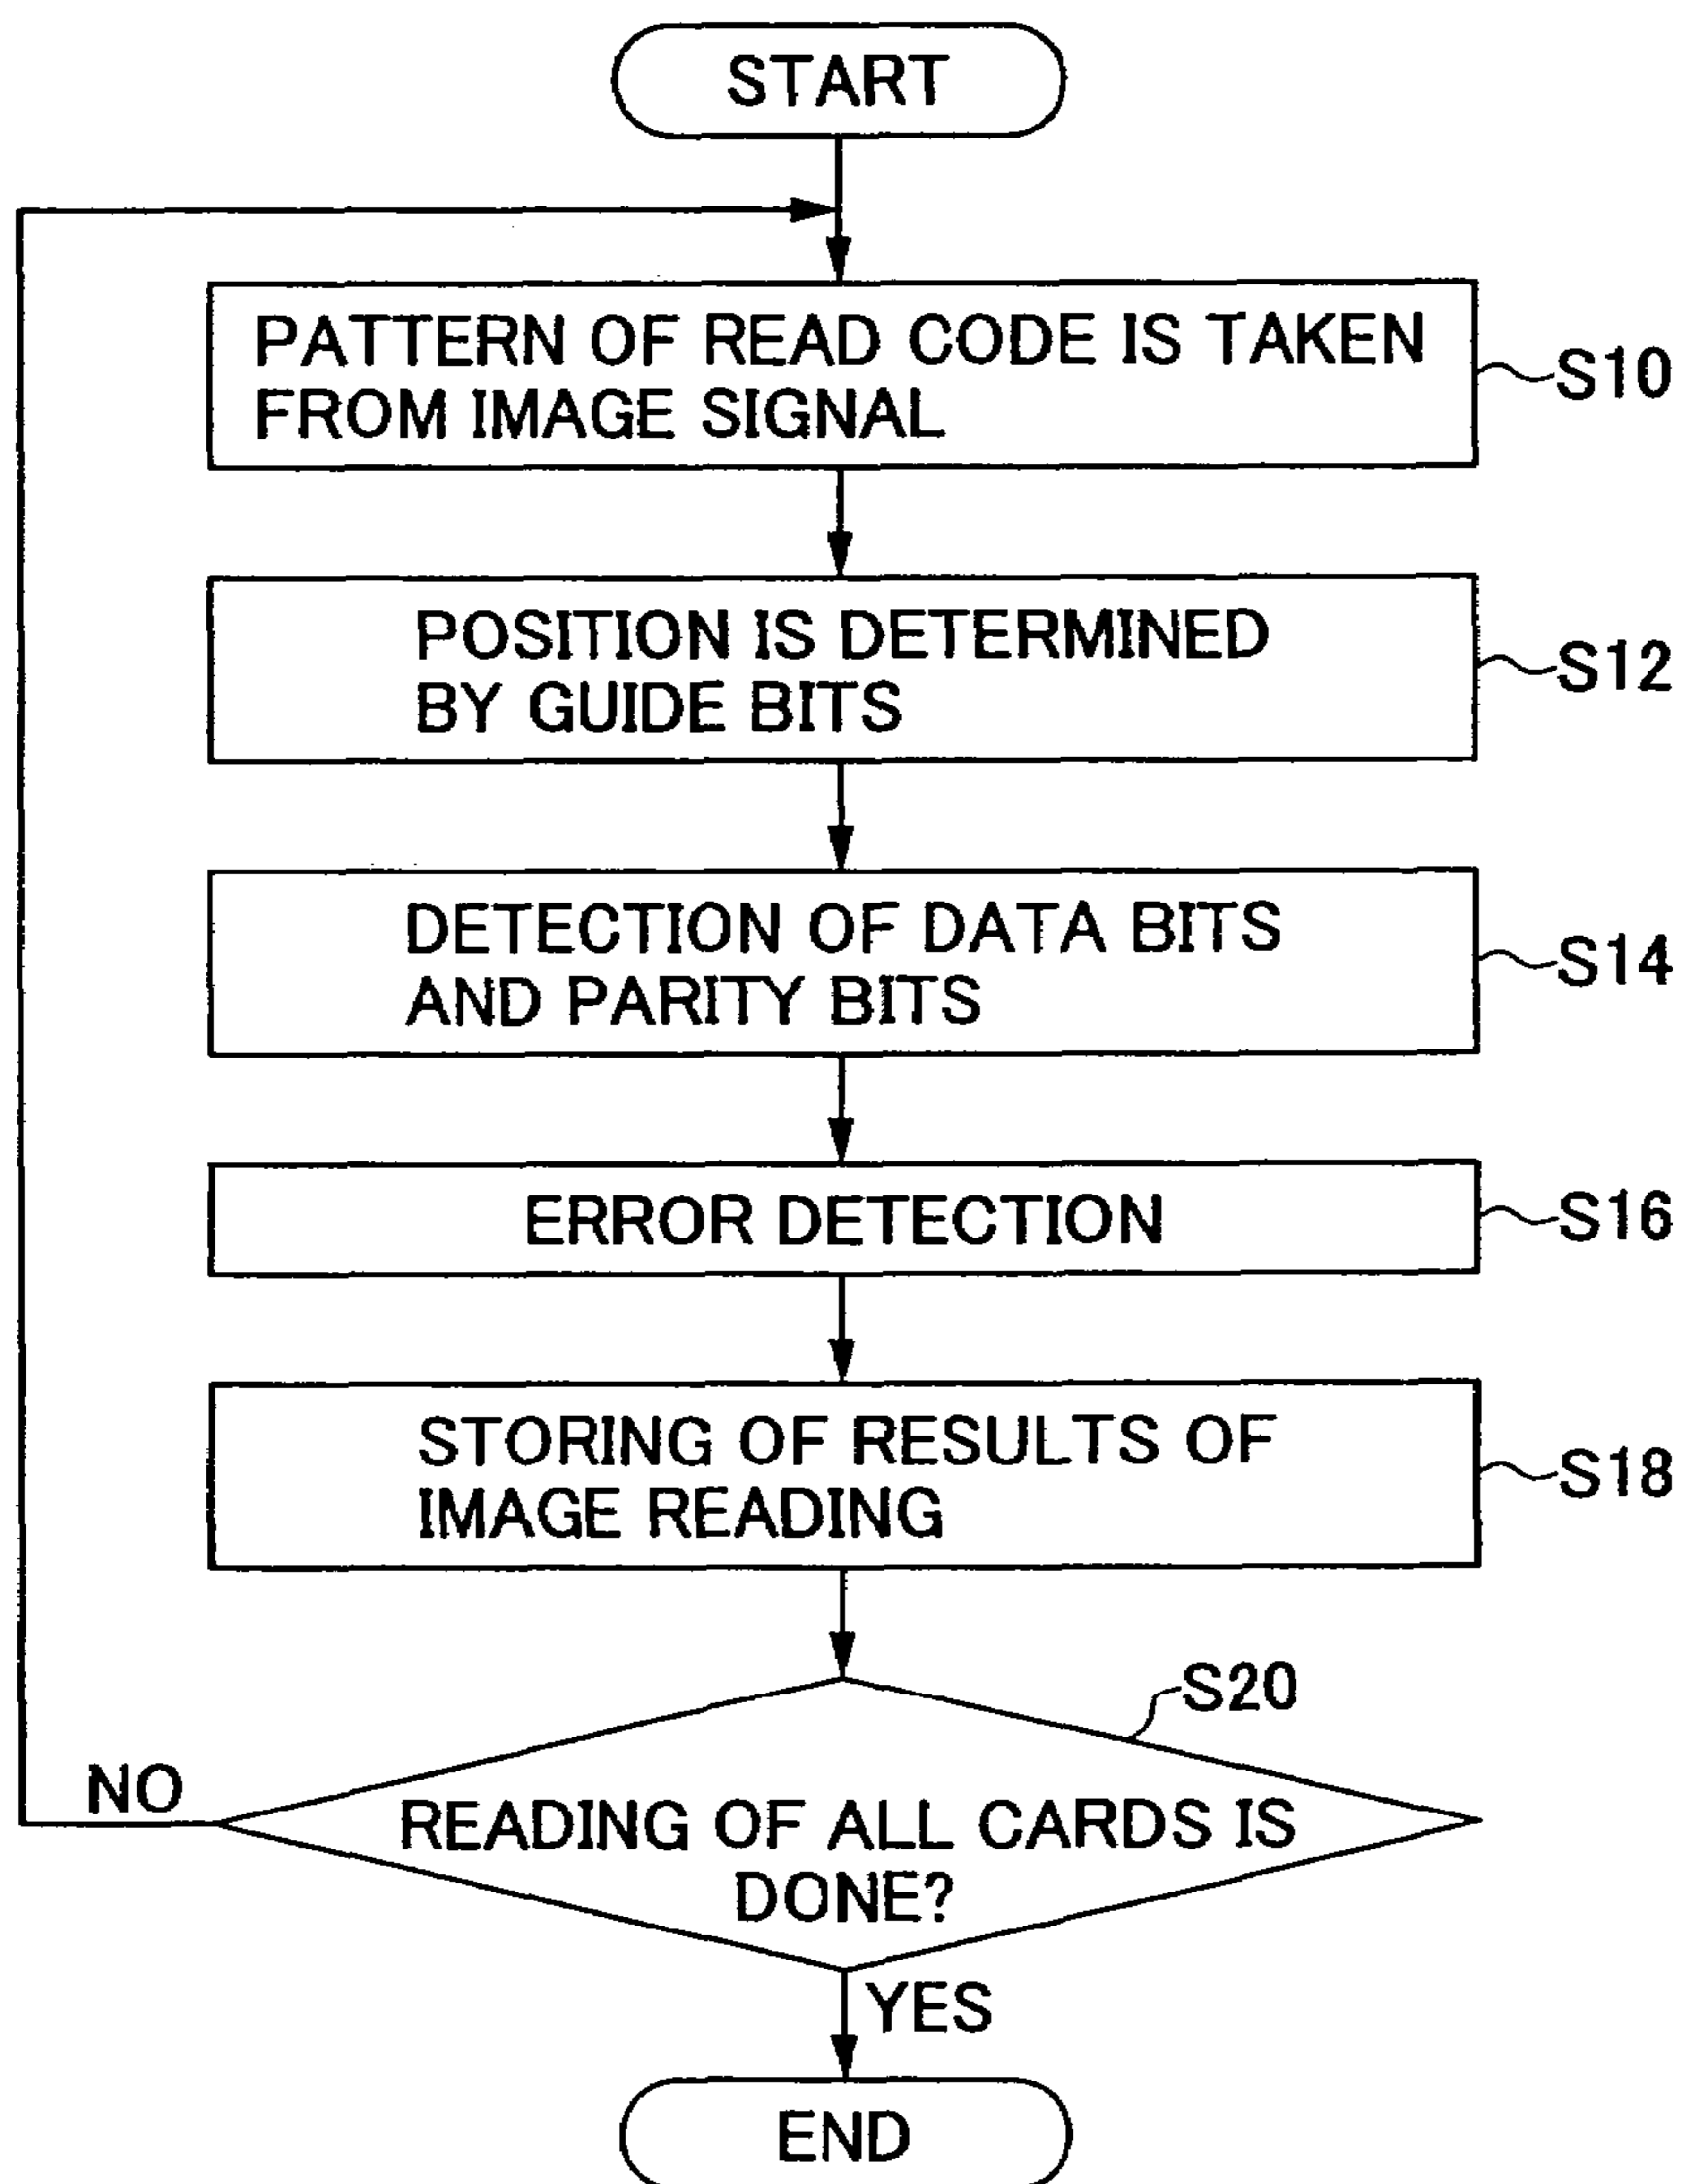 START
PATTERN OF READ CODE IS TAKEN
FROM IMAGE SIGNAL
S10
POSITION IS DETERMINED
BY GUIDE BITS
S12
DETECTION OF DATA BITS
AND PARITY BITS
S14
ERROR DETECTION
S16
STORING OF RESULTS OF
IMAGE READING
S18
S20
NO
READING OF ALL CARDS IS
DONE?
YES
END